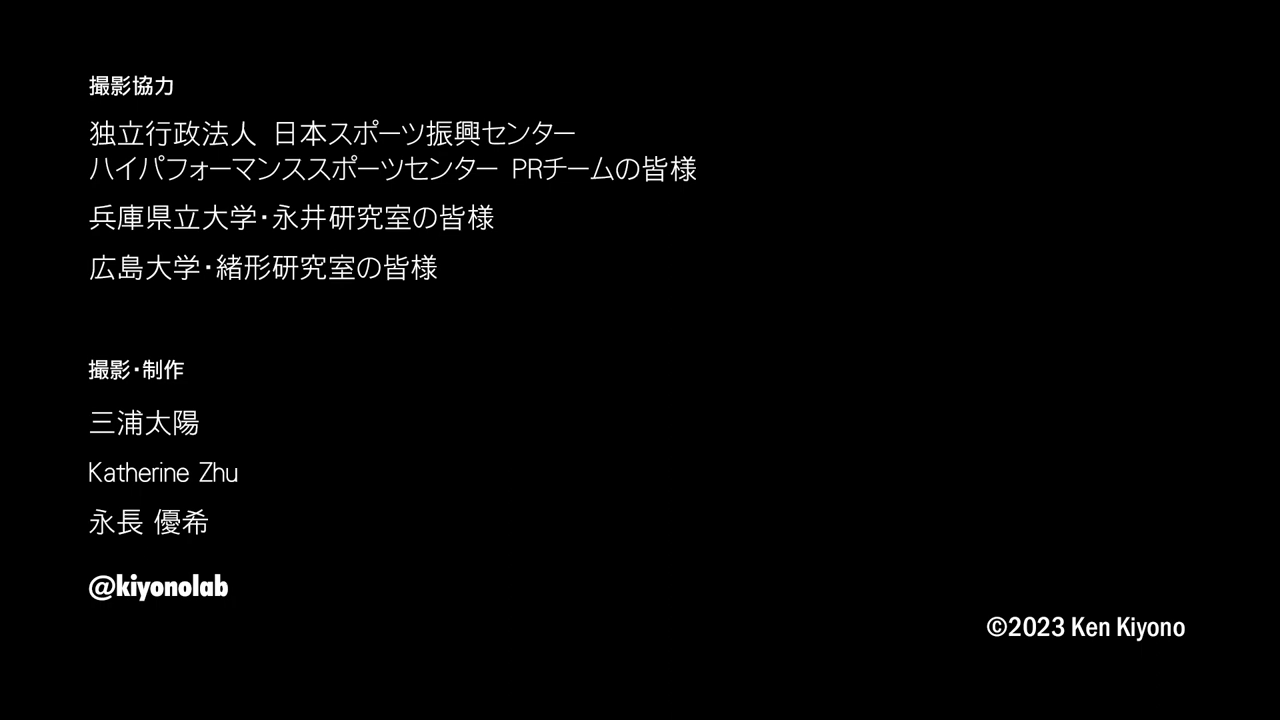 撮影協力
独立行政法人 日本スポーツ振興センター
ハイパフォーマンススポーツセンター PRチームの皆様
兵庫県立大学・永井研究室の皆様
広島大学・緒形研究室の皆様
撮影・制作
三浦太陽
Katherine Zhu
永長 優希
@kiyonolab
©2023 Ken Kiyono